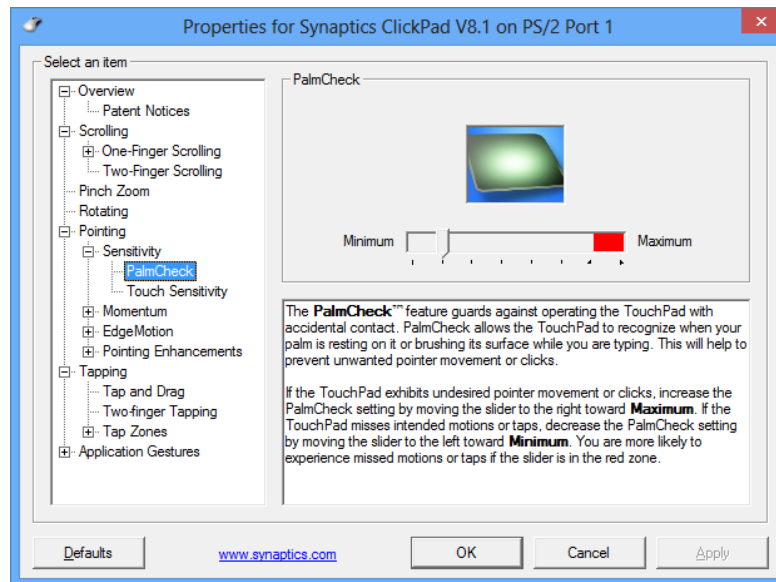 Properties for Synaptics ClickPad V8.1 on PS/2 Port 1
x
Select an item
Overview
Patent Notices
Scrolling
One-Finger Scrolling
Two-Finger Scrolling
Pinch Zoom
Rotating
Pointing
Sensitivity
PalmCheck
Touch Sensitivity
Momentum
EdgeMotion
Pointing Enhancements
Tapping
Tap and Drag
Two-finger Tapping
Tap Zones
Application Gestures
PalmCheck
Minimum
Maximum
The PalmCheck™ feature guards against operating the TouchPad with
accidental contact. PalmCheck allows the TouchPad to recognize when your
palm is resting on it or brushing its surface while you are typing. This will help to
prevent unwanted pointer movement or clicks.
If the TouchPad exhibits undesired pointer movement or clicks, increase the
PalmCheck setting by moving the slider to the right toward Maximum. If the
TouchPad misses intended motions or taps, decrease the PalmCheck setting
by moving the slider to the left toward Minimum. You are more likely to
experience missed motions or taps if the slider is in the red zone.
Defaults
www.synaptics.com
OK
Cancel
Apply